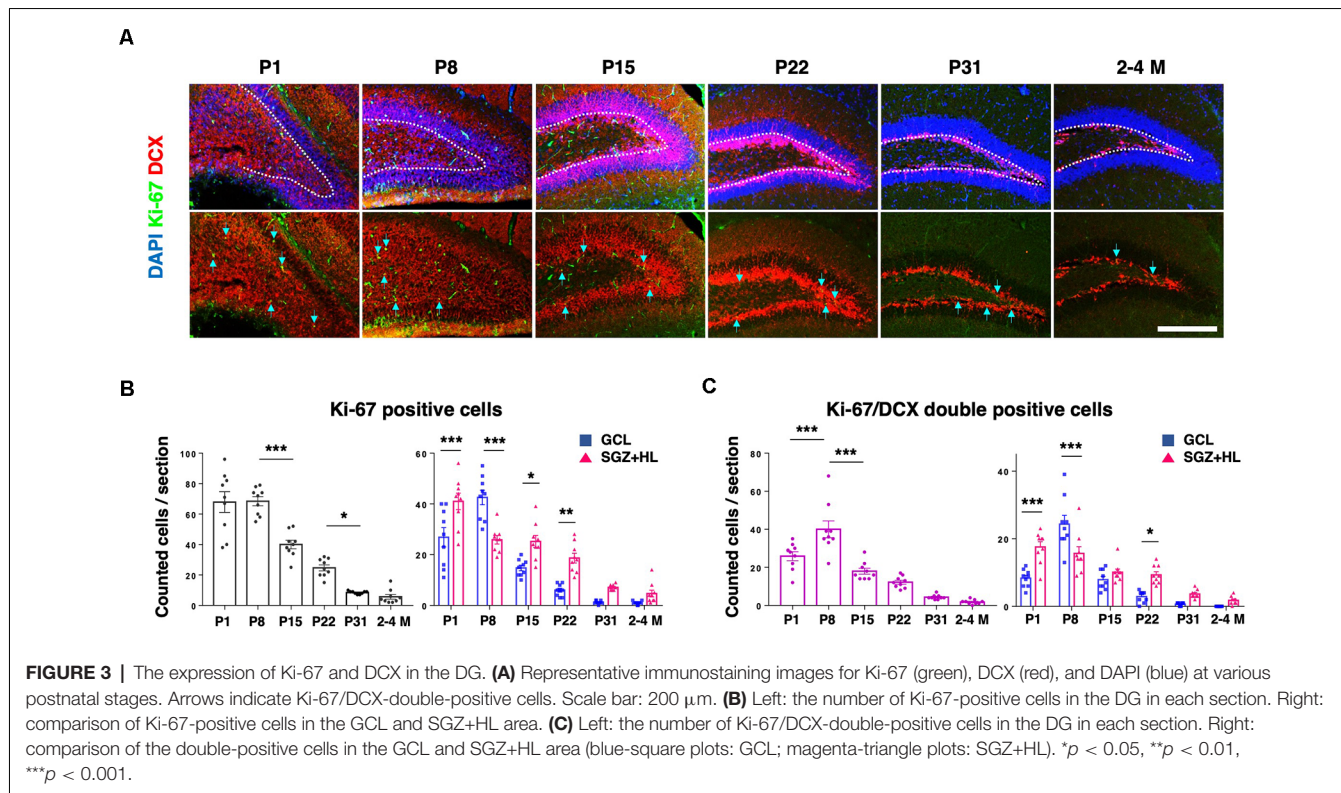 A
P1 P8 P15 P22 P31 2-4 M
DAPI Ki-67 DCX
B
Ki-67 positive cells
GCL
SGZ+HL
Counted cells / section
100
80
60
40
20
0
*** *
P1 P8 P15 P22 P31 2-4 M
60
40
20
0
*** *** * **
P1 P8 P15 P22 P31 2-4 M
C
Ki-67/DCX double positive cells
GCL
SGZ+HL
Counted cells / section
80
60
40
20
0
*** ***
P1 P8 P15 P22 P31 2-4 M
40
20
0
*** *** *
P1 P8 P15 P22 P31 2-4 M
FIGURE 3 | The expression of Ki-67 and DCX in the DG. (A) Representative immunostaining images for Ki-67 (green), DCX (red), and DAPI (blue) at various
postnatal stages. Arrows indicate Ki-67/DCX-double-positive cells. Scale bar: 200 μm. (B) Left: the number of Ki-67-positive cells in the DG in each section. Right:
comparison of Ki-67-positive cells in the GCL and SGZ+HL area. (C) Left: the number of Ki-67/DCX-double-positive cells in the DG in each section. Right:
comparison of the double-positive cells in the GCL and SGZ+HL area (blue-square plots: GCL; magenta-triangle plots: SGZ+HL). *p < 0.05, **p < 0.01,
***p < 0.001.